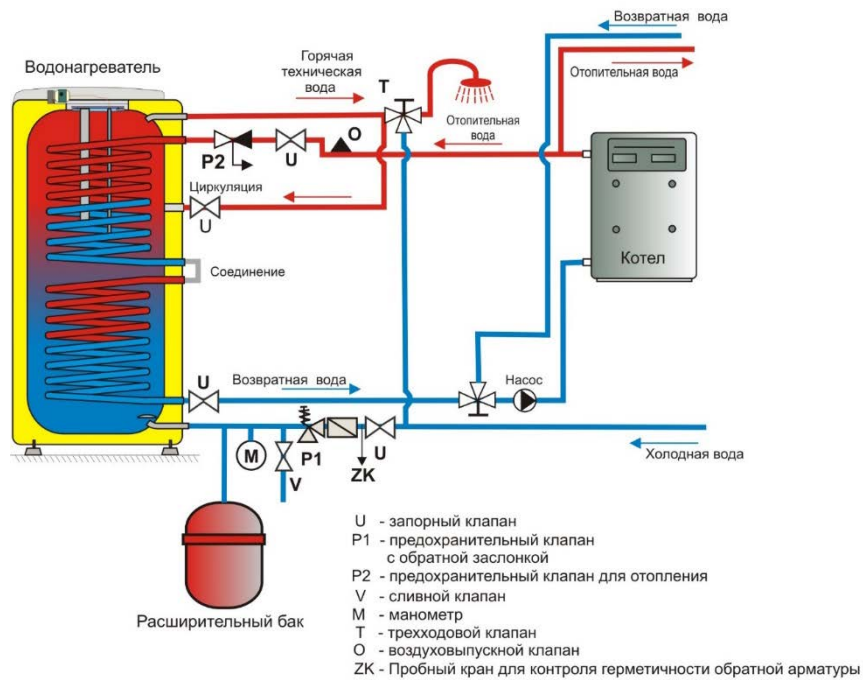 Возвратная вода
Отопительная вода
Водонагреватель
Горячая
техническая
вода
T
Отопительная
вода
O
P2
U
Циркуляция
U
Соединение
Котел
U
Возвратная вода
Насос
M
V
P1
ZK
U
Холодная вода
Расширительный бак
U - запорный клапан
P1 - предохранительный клапан
с обратной заслонкой
P2 - предохранительный клапан для отопления
V - сливной клапан
M - манометр
T - трехходовой клапан
O - воздуховыпускной клапан
ZK - Пробный кран для контроля герметичности обратной арматуры